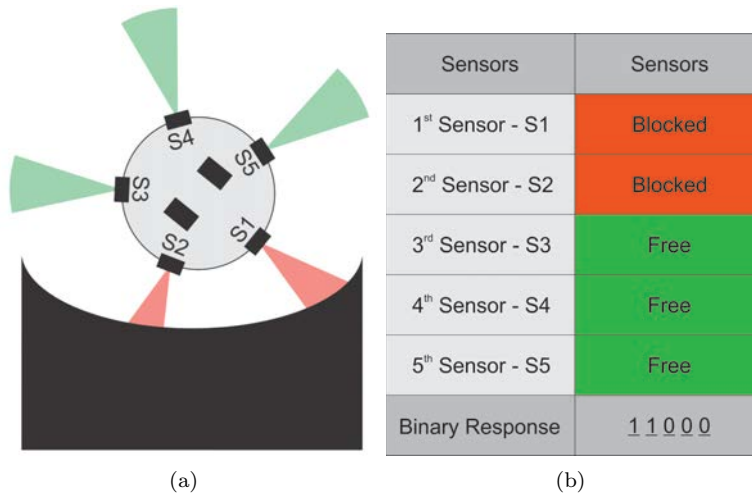 S4
S5
S3
S1
S2
(a)
Sensors Sensors
1st Sensor - S1 Blocked
2nd Sensor - S2 Blocked
3rd Sensor - S3 Free
4th Sensor - S4 Free
5th Sensor - S5 Free
Binary Response 1 1 0 0 0
(b)